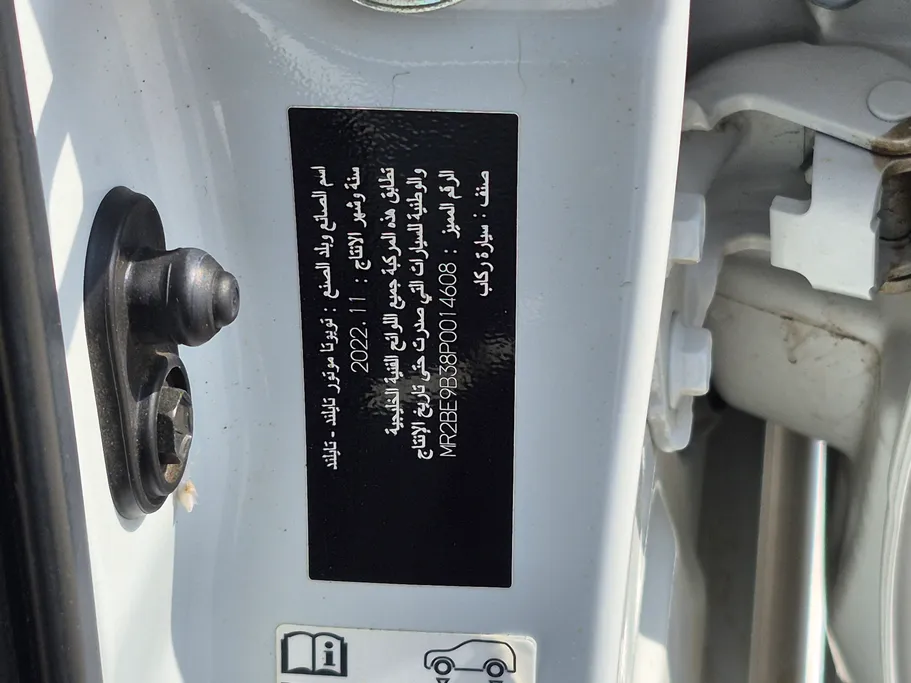 اسم الصانع وبلد الصنع : تويوتا موتور تايلند - تايلند
سنة وشهر الإنتاج : 2022.11
تطابق هذه المركبة جميع اللوائح الفنية الخليجية
والوطنية للسيارات التي صدرت حتى تاريخ الإنتاج
الرقم المميز : MR2BE9B38P0014608
صنف : سيارة ركاب
i